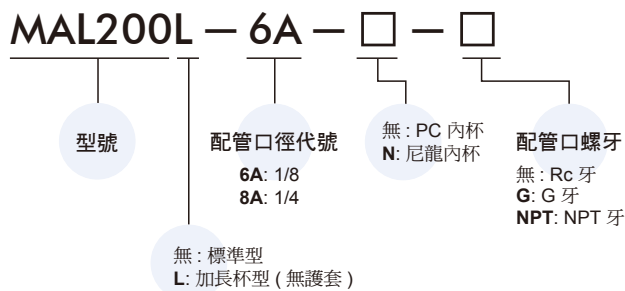 MAL200L — 6A — □ — □
型號
配管口徑代號
6A: 1/8
8A: 1/4
無 : PC 內杯
N: 尼龍內杯
配管口螺牙
無 : Rc 牙
G: G 牙
NPT: NPT 牙
無 : 標準型
L: 加長杯型 ( 無護套 )